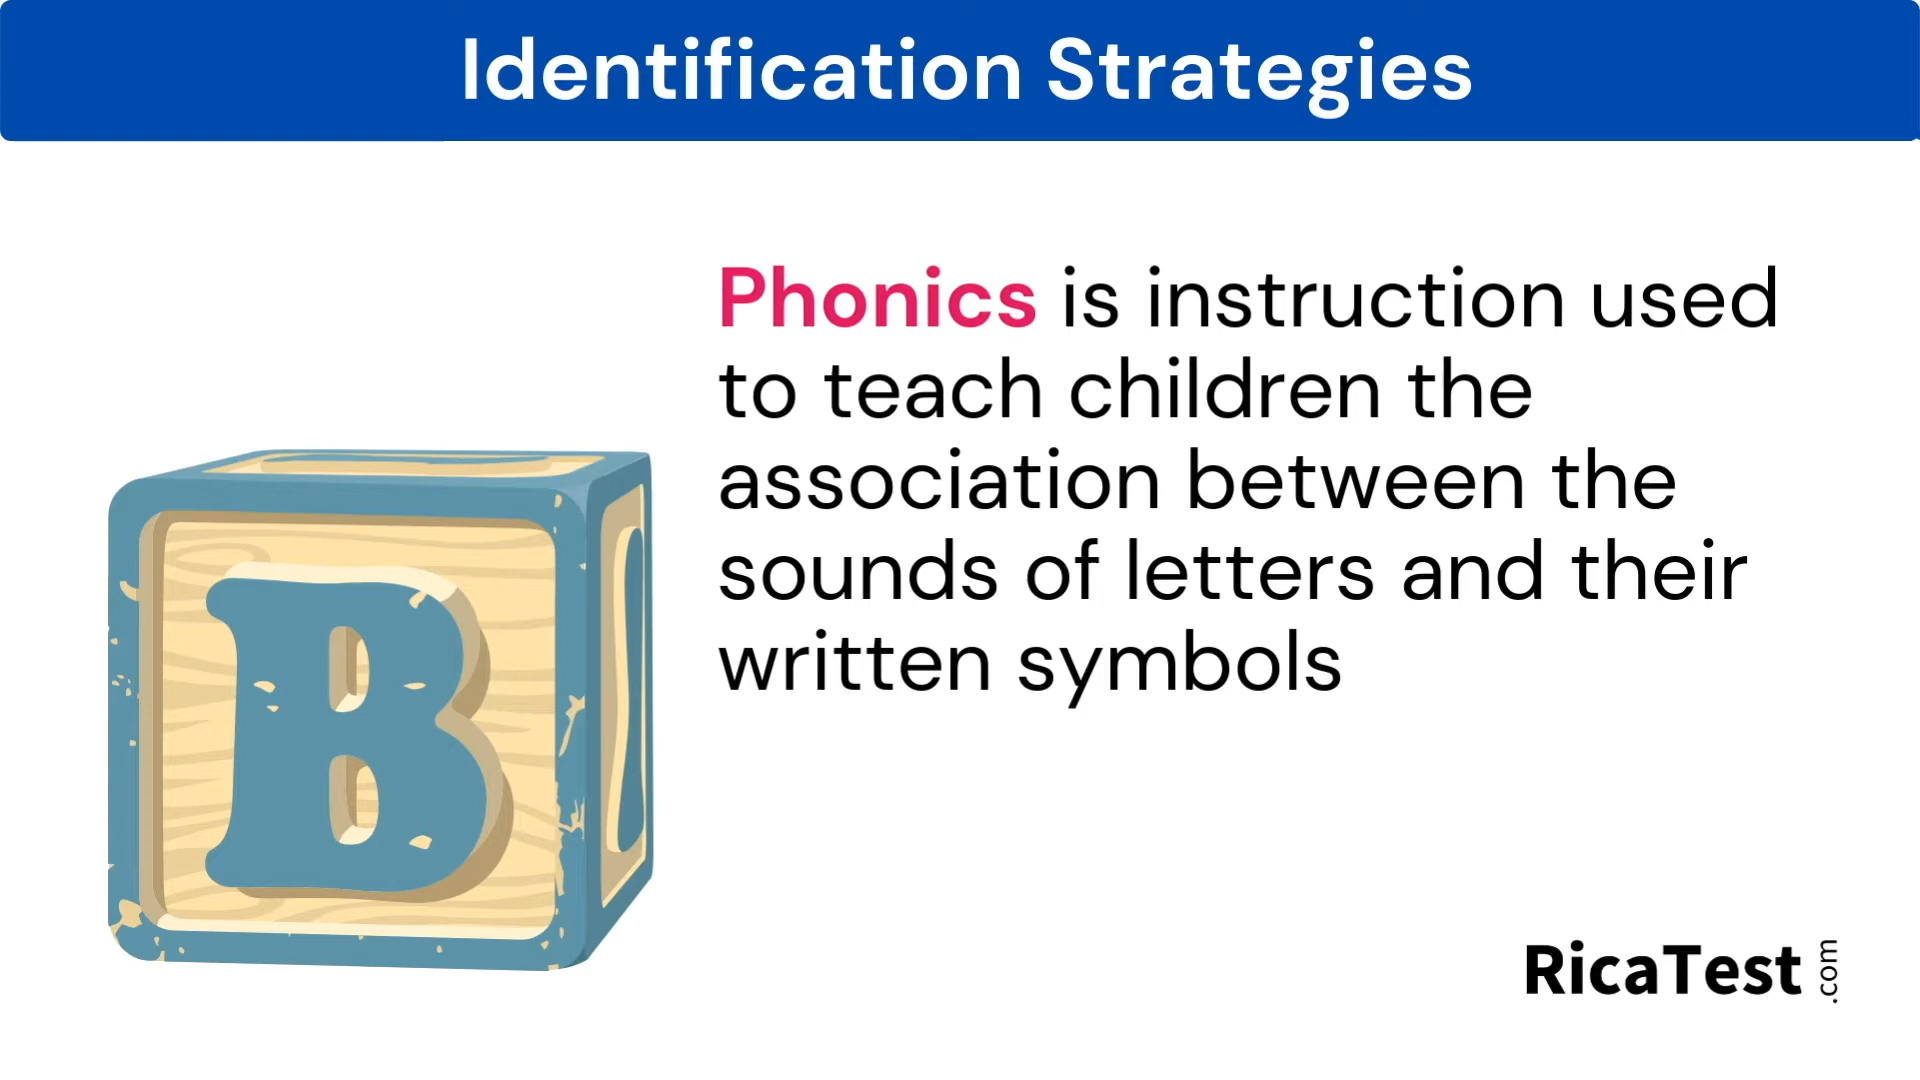 Identification Strategies
Phonics is instruction used
to teach children the
association between the
sounds of letters and their
written symbols
B
RicaTest.com